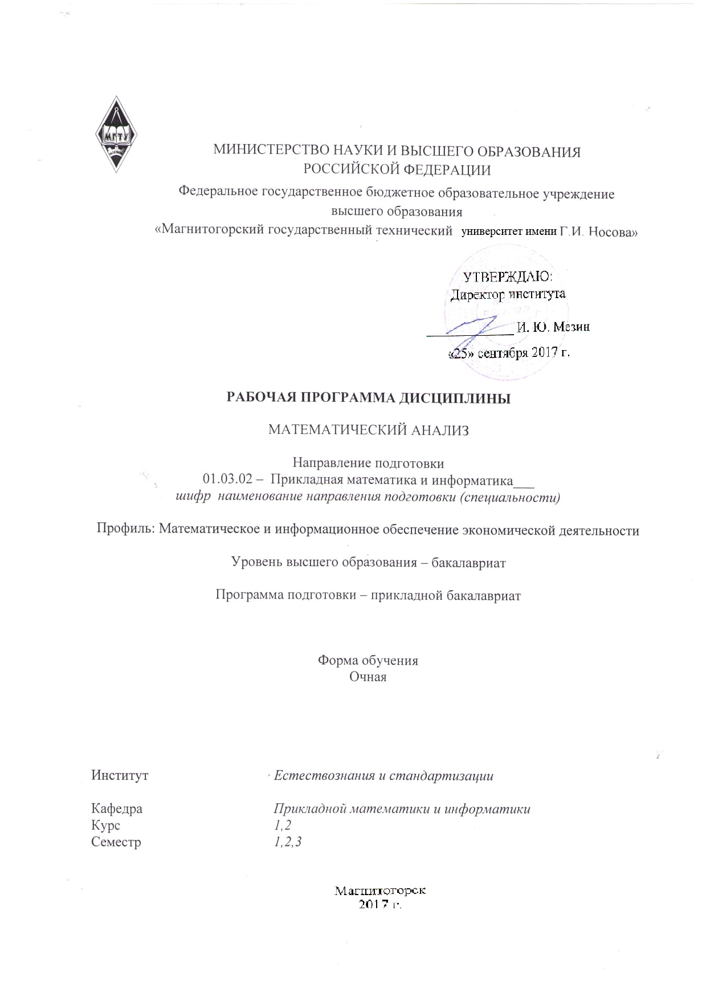 МГТУ
МИНИСТЕРСТВО НАУКИ И ВЫСШЕГО ОБРАЗОВАНИЯ
РОССИЙСКОЙ ФЕДЕРАЦИИ
Федеральное государственное бюджетное образовательное учреждение
высшего образования
«Магнитогорский государственный технический университет имени Г.И. Носова»
УТВЕРЖДАЮ:
Директор института
____________ И. Ю. Мезин
«25» сентября 2017 г.
РАБОЧАЯ ПРОГРАММА ДИСЦИПЛИНЫ
МАТЕМАТИЧЕСКИЙ АНАЛИЗ
Направление подготовки
01.03.02 – Прикладная математика и информатика___
шифр наименование направления подготовки (специальности)
Профиль: Математическое и информационное обеспечение экономической деятельности
Уровень высшего образования – бакалавриат
Программа подготовки – прикладной бакалавриат
Форма обучения
Очная
Институт Естествознания и стандартизации
Кафедра Прикладной математики и информатики
Курс 1,2
Семестр 1,2,3
Магнитогорск
2017 г.